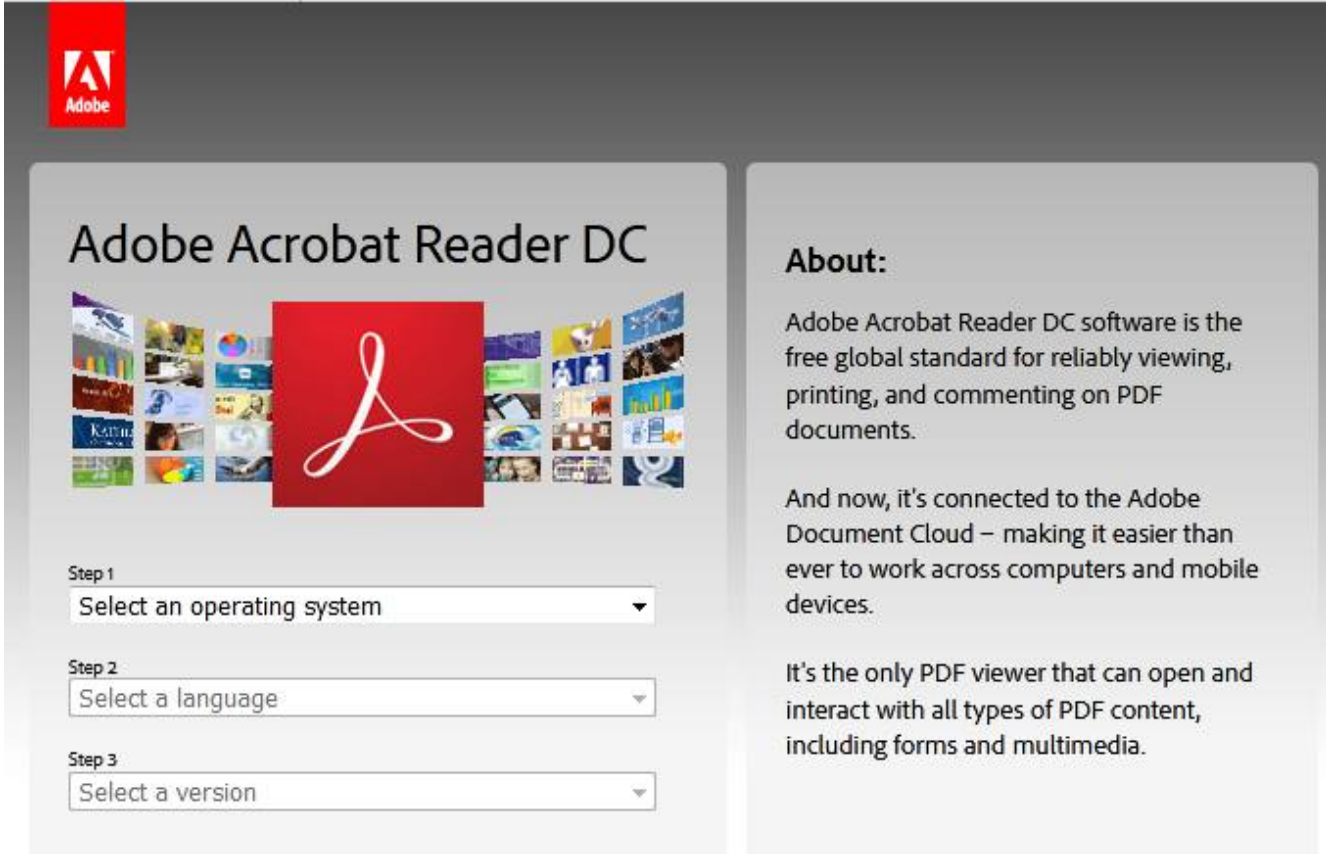 Adobe
Adobe Acrobat Reader DC
Step 1
Select an operating system
Step 2
Select a language
Step 3
Select a version
About:
Adobe Acrobat Reader DC software is the
free global standard for reliably viewing,
printing, and commenting on PDF
documents.
And now, it's connected to the Adobe
Document Cloud – making it easier than
ever to work across computers and mobile
devices.
It's the only PDF viewer that can open and
interact with all types of PDF content,
including forms and multimedia.